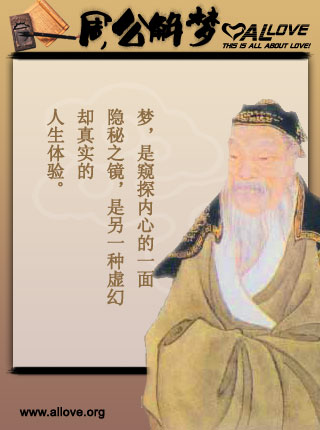 周公解梦
ALLOVE
THIS IS ALL ABOUT LOVE!
梦，是窥探内心的一面
隐秘之镜，是另一种虚幻
却真实的
人生体验。
www.allove.org